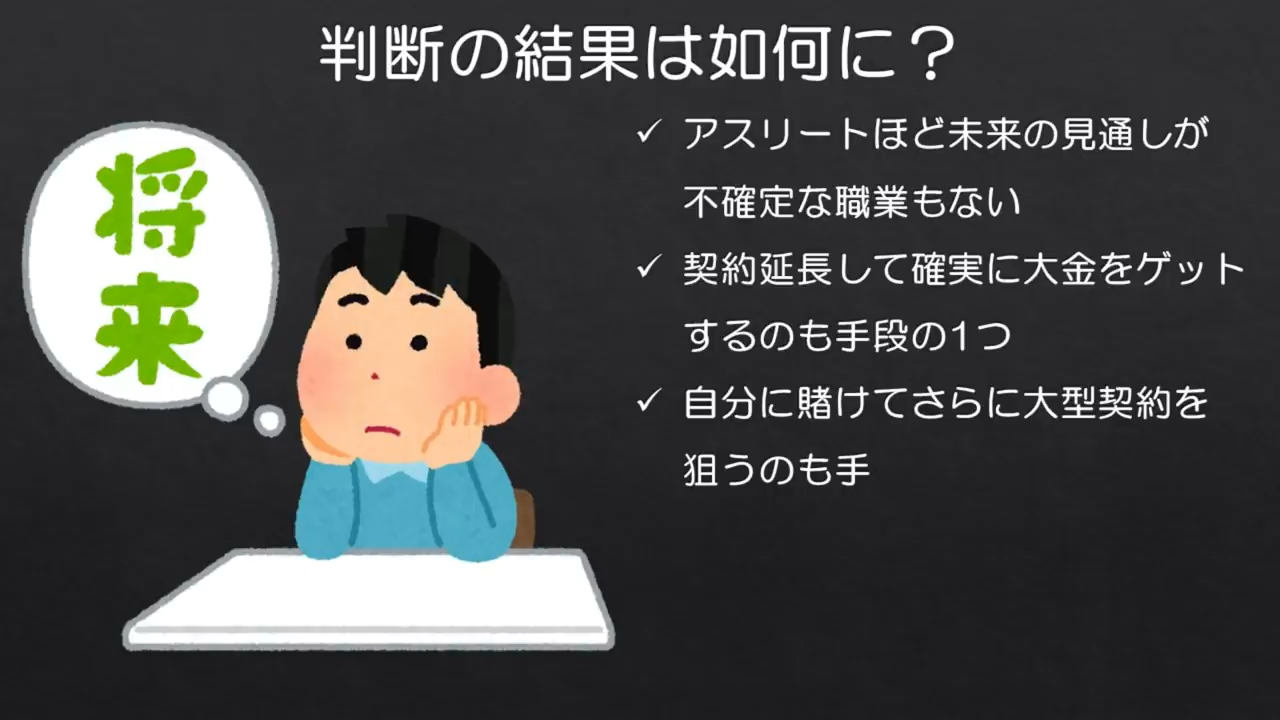 判断の結果は如何に？
将来
✓ アスリートほど未来の見通しが
不確定な職業もない
✓ 契約延長して確実に大金をゲット
するのも手段の1つ
✓ 自分に賭けてさらに大型契約を
狙うのも手